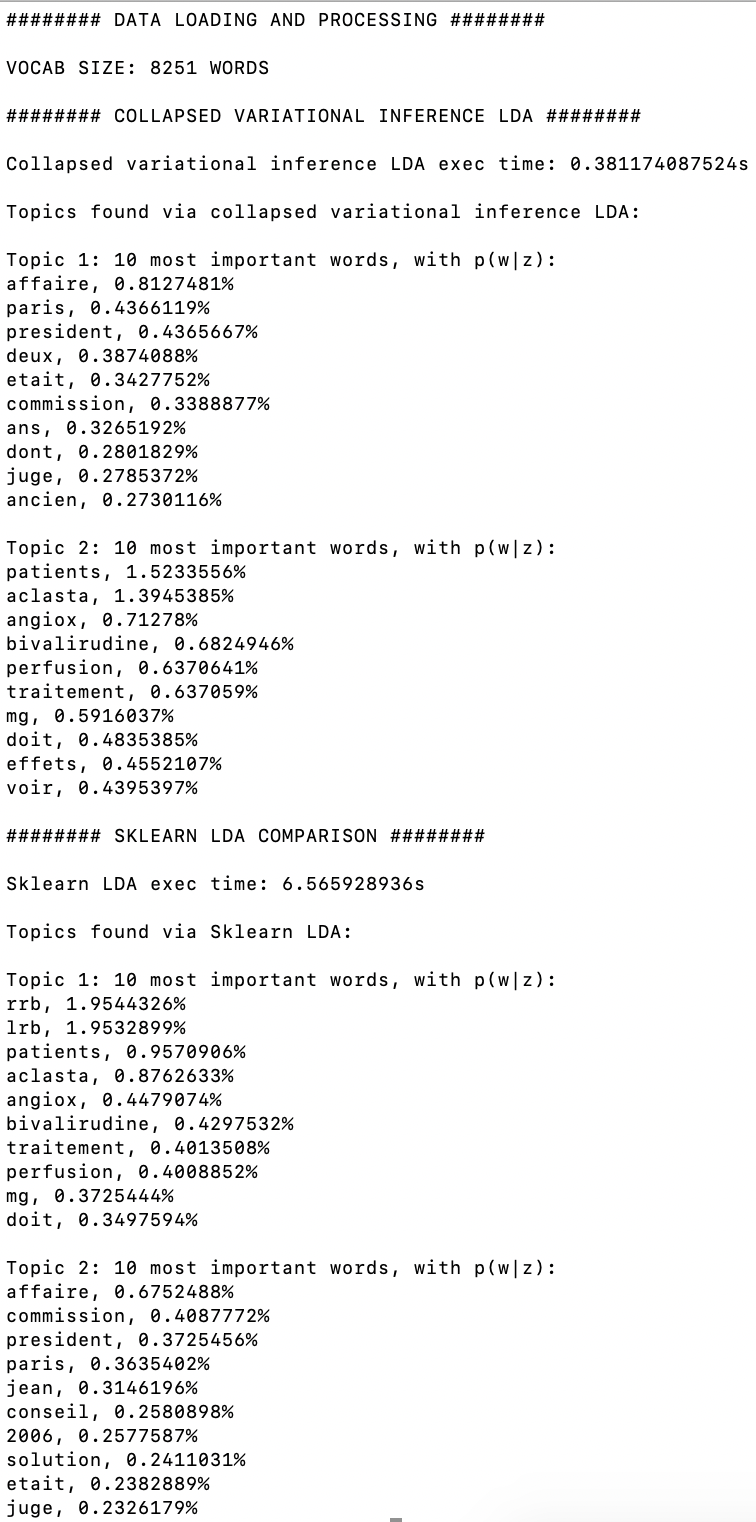 ######## DATA LOADING AND PROCESSING ########
VOCAB SIZE: 8251 WORDS
######## COLLAPSED VARIATIONAL INFERENCE LDA ########
Collapsed variational inference LDA exec time: 0.381174087524s
Topics found via collapsed variational inference LDA:
Topic 1: 10 most important words, with p(w|z):
affaire, 0.8127481%
paris, 0.4366119%
president, 0.4365667%
deux, 0.3874088%
etait, 0.3427752%
commission, 0.3388877%
ans, 0.3265192%
dont, 0.2801829%
juge, 0.2785372%
ancien, 0.2730116%
Topic 2: 10 most important words, with p(w|z):
patients, 1.5233556%
aclasta, 1.3945385%
angiox, 0.71278%
bivalirudine, 0.6824946%
perfusion, 0.6370641%
traitement, 0.637059%
mg, 0.5916037%
doit, 0.4835385%
effets, 0.4552107%
voir, 0.4395397%
######## SKLEARN LDA COMPARISON ########
Sklearn LDA exec time: 6.565928936s
Topics found via Sklearn LDA:
Topic 1: 10 most important words, with p(w|z):
rrb, 1.9544326%
lrb, 1.9532899%
patients, 0.9570906%
aclasta, 0.8762633%
angiox, 0.4479074%
bivalirudine, 0.4297532%
traitement, 0.4013508%
perfusion, 0.4008852%
mg, 0.3725444%
doit, 0.3497594%
Topic 2: 10 most important words, with p(w|z):
affaire, 0.6752488%
commission, 0.4087772%
president, 0.3725456%
paris, 0.3635402%
jean, 0.3146196%
conseil, 0.2580898%
2006, 0.2577587%
solution, 0.2411031%
etait, 0.2382889%
juge, 0.2326179%